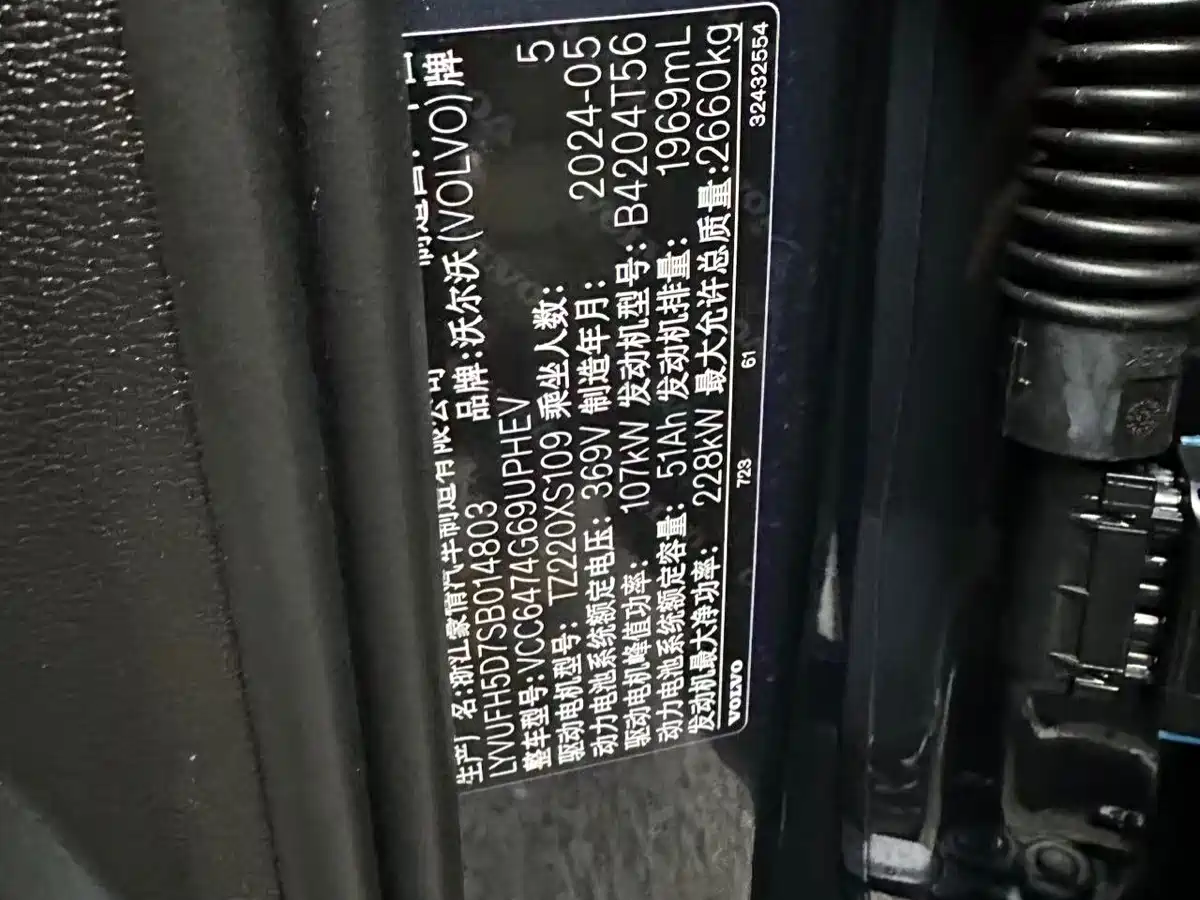 生产厂名:浙江豪情汽车制造有限公司
品牌:沃尔沃(VOLVO)牌
LYVUFH5D7SB014803
整车型号:VCC6474G69UPHEV 乘坐人数: 5
驱动电机型号: TZ220XS109 制造年月: 2024-05
动力电池系统额定电压: 369V 发动机型号: B4204T56
驱动电机峰值功率: 107kW 发动机排量: 1969mL
动力电池系统额定容量: 51Ah 最大允许总质量:2660kg
发动机最大净功率: 228kW
VOLVO 723 61 32432554